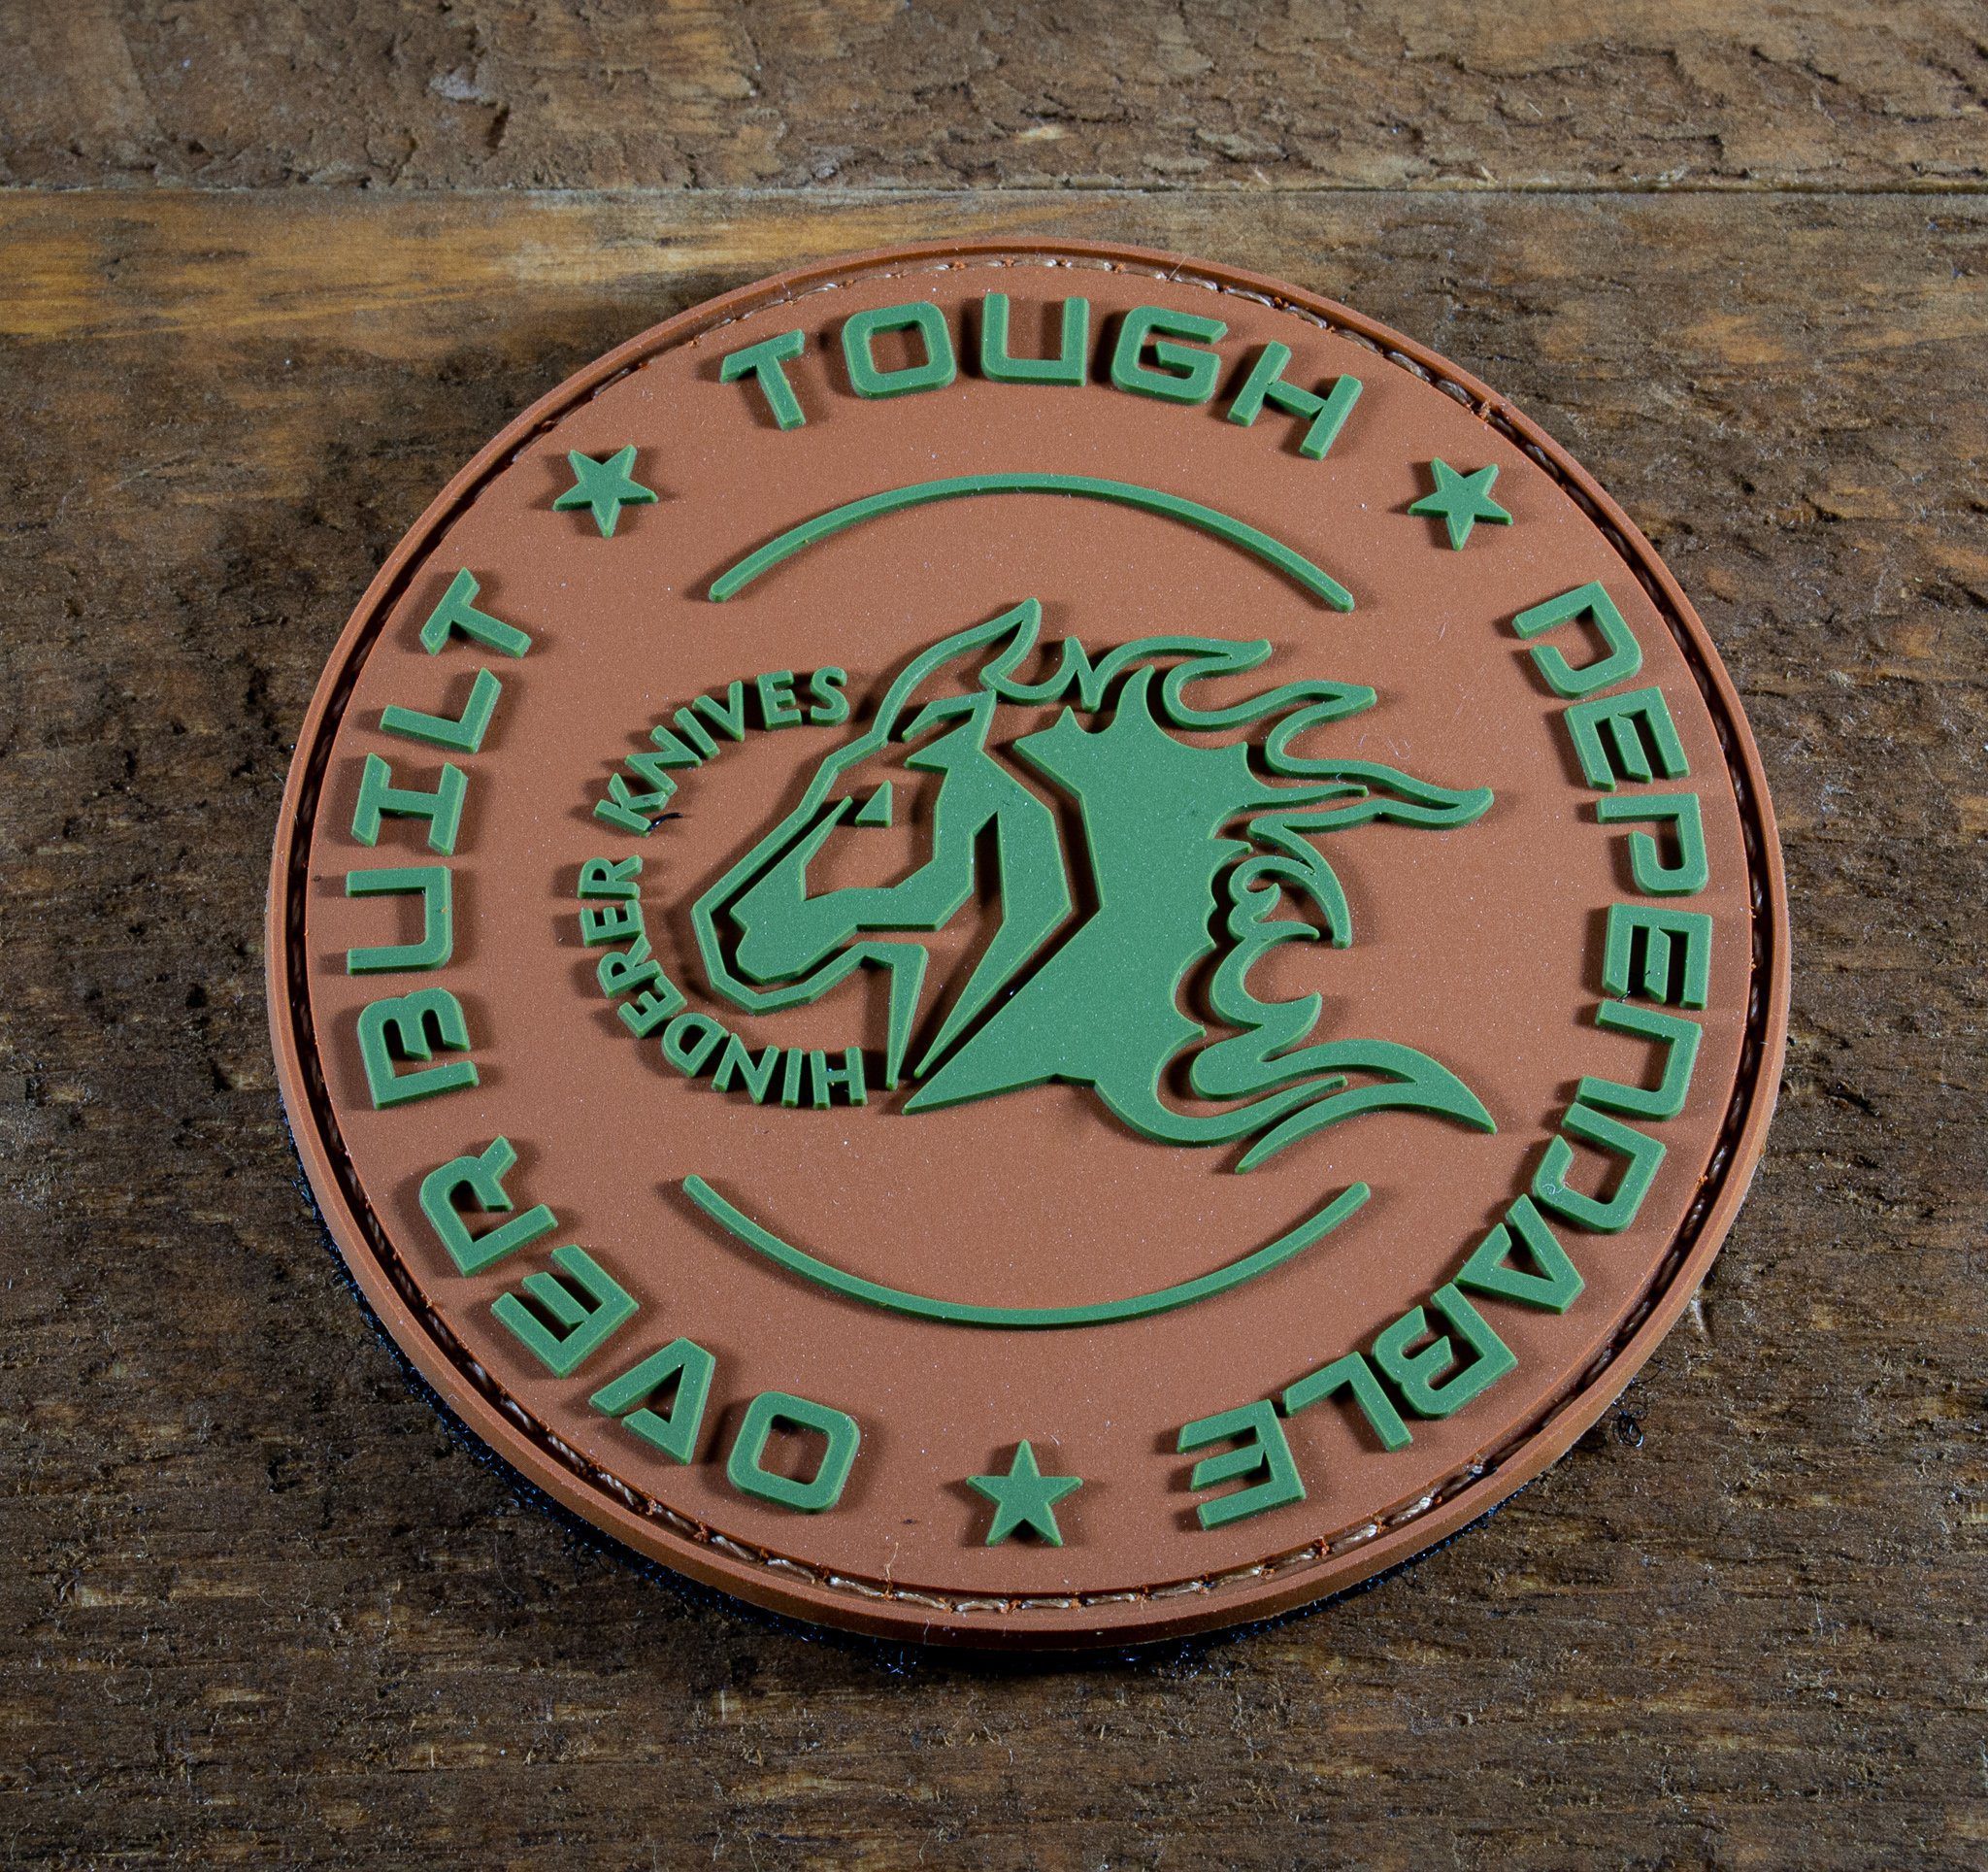 OVER BUILT ★ TOUGH ★ DEPENDABLE ★
HINDERER KNIVES